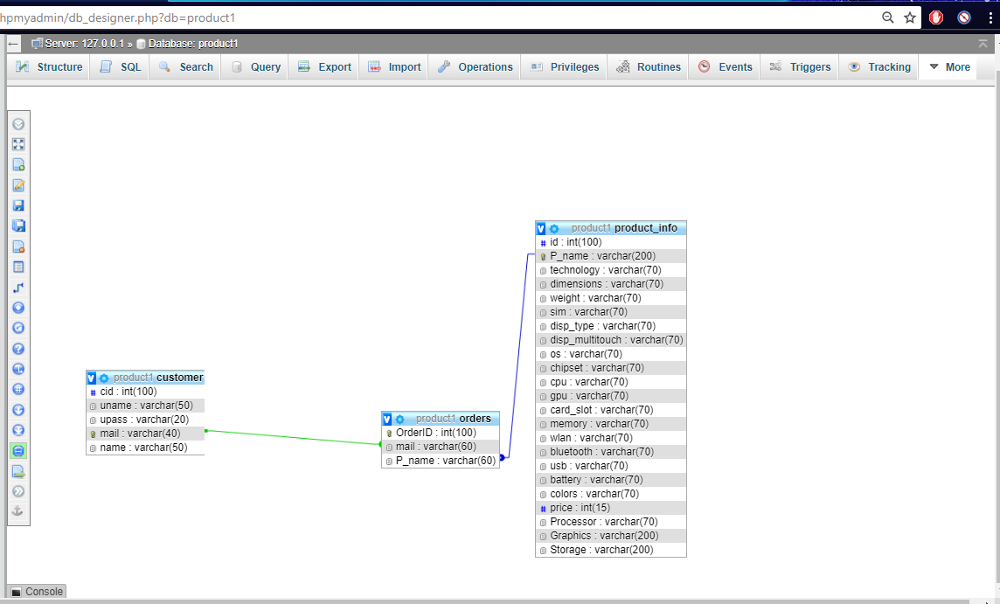 hpmyadmin/db_designer.php?db=product1
Server: 127.0.0.1 » Database: product1
Structure SQL Search Query Export Import Operations Privileges Routines Events Triggers Tracking More
product1 product_info
id : int(100)
P_name : varchar(200)
technology : varchar(70)
dimensions : varchar(70)
weight : varchar(70)
sim : varchar(70)
disp_type : varchar(70)
disp_multitouch : varchar(70)
os : varchar(70)
chipset : varchar(70)
cpu : varchar(70)
gpu : varchar(70)
card_slot : varchar(70)
memory : varchar(70)
wlan : varchar(70)
bluetooth : varchar(70)
usb : varchar(70)
battery : varchar(70)
colors : varchar(70)
price : int(15)
Processor : varchar(70)
Graphics : varchar(200)
Storage : varchar(200)
product1 customer
cid : int(100)
uname : varchar(50)
upass : varchar(20)
mail : varchar(40)
name : varchar(50)
product1 orders
OrderID : int(100)
mail : varchar(60)
P_name : varchar(60)
Console